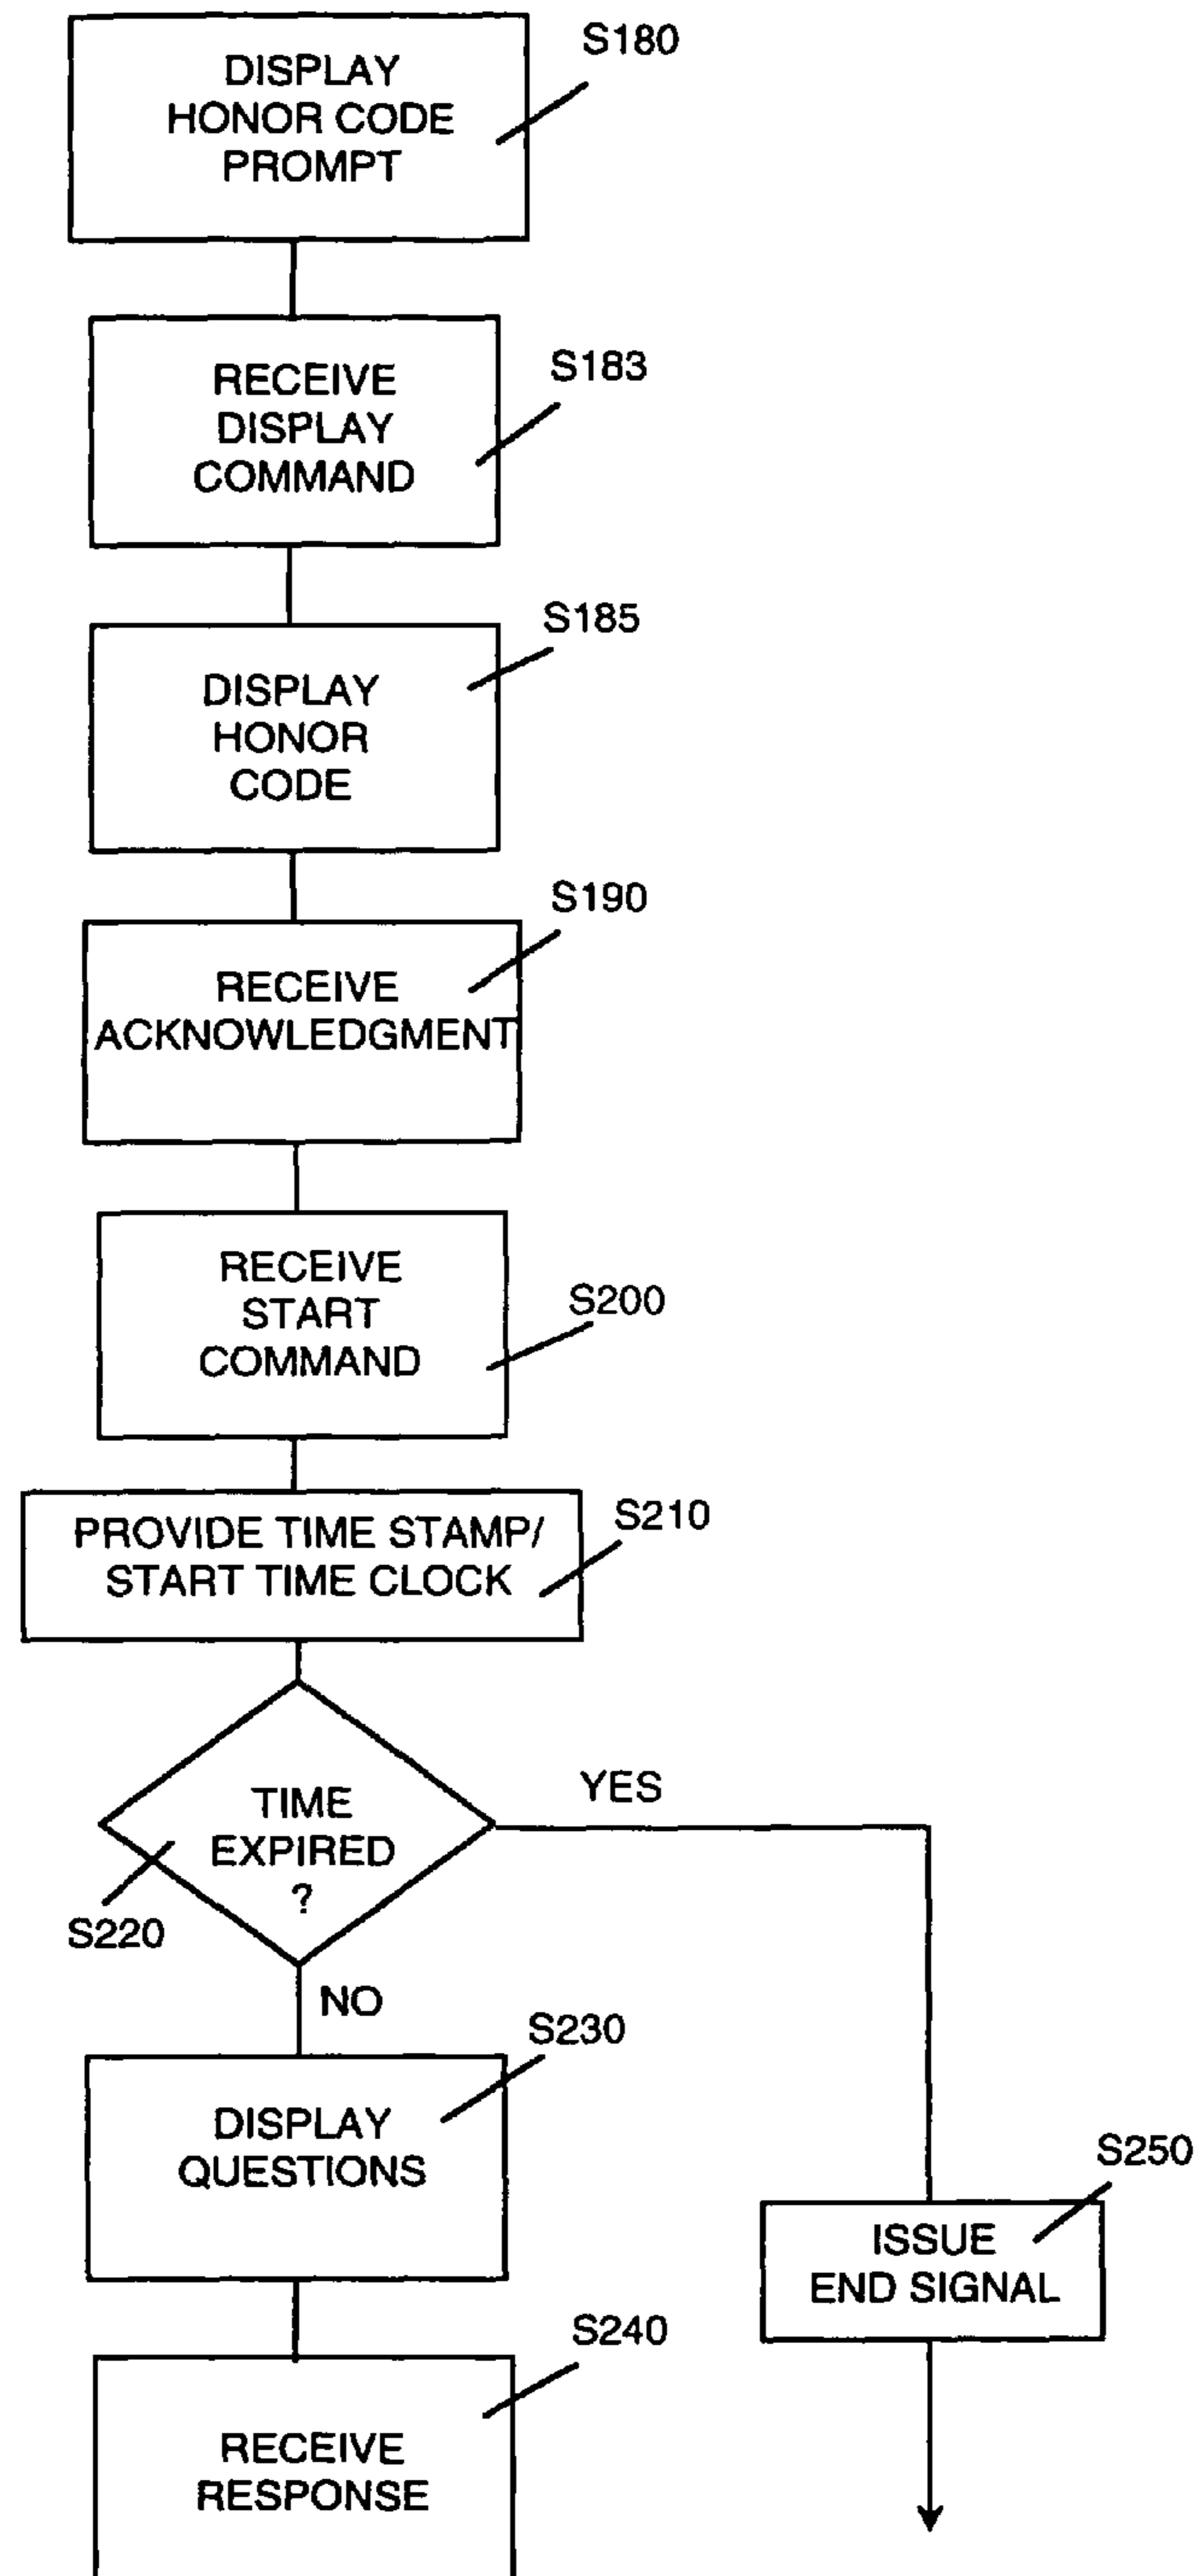 DISPLAY
HONOR CODE
PROMPT
S180
RECEIVE
DISPLAY
COMMAND
S183
DISPLAY
HONOR
CODE
S185
RECEIVE
ACKNOWLEDGMENT
S190
RECEIVE
START
COMMAND
S200
PROVIDE TIME STAMP/
START TIME CLOCK
S210
TIME
EXPIRED
?
S220
YES
NO
DISPLAY
QUESTIONS
S230
ISSUE
END SIGNAL
S250
RECEIVE
RESPONSE
S240